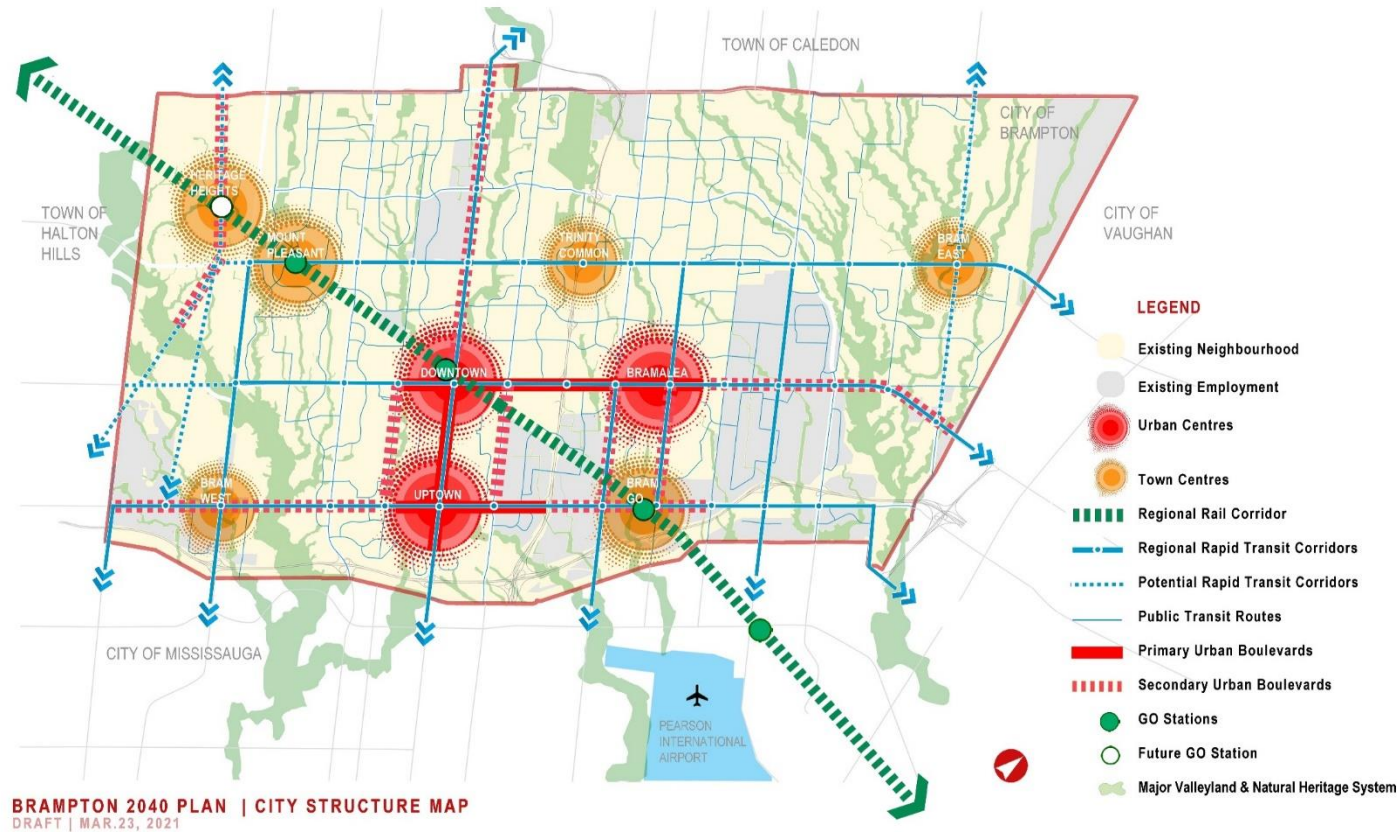 TOWN OF CALEDON
CITY OF
BRAMPTON
HERITAGE
HEIGHTS
TOWN OF
HALTON
HILLS
MOUNT
PLEASANT
TRINITY
COMMON
BRAM
EAST
CITY OF
VAUGHAN
DOWNTOWN
BRAMALEA
BRAM
WEST
UPTOWN
BRAM
GO
CITY OF MISSISSAUGA
PEARSON
INTERNATIONAL
AIRPORT
LEGEND
Existing Neighbourhood
Existing Employment
Urban Centres
Town Centres
Regional Rail Corridor
Regional Rapid Transit Corridors
Potential Rapid Transit Corridors
Public Transit Routes
Primary Urban Boulevards
Secondary Urban Boulevards
GO Stations
Future GO Station
Major Valleyland & Natural Heritage System
BRAMPTON 2040 PLAN | CITY STRUCTURE MAP
DRAFT | MAR.23, 2021